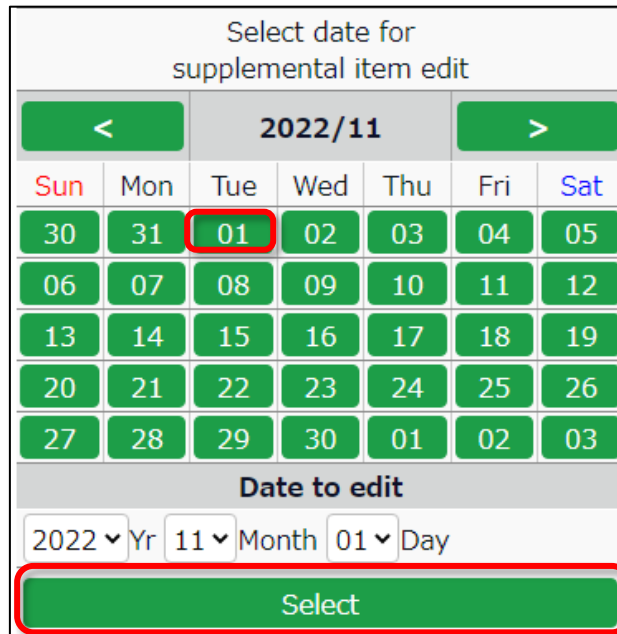 Select date for
supplemental item edit
< 2022/11 >
Sun Mon Tue Wed Thu Fri Sat
30 31 01 02 03 04 05
06 07 08 09 10 11 12
13 14 15 16 17 18 19
20 21 22 23 24 25 26
27 28 29 30 01 02 03
Date to edit
2022 Yr 11 Month 01 Day
Select